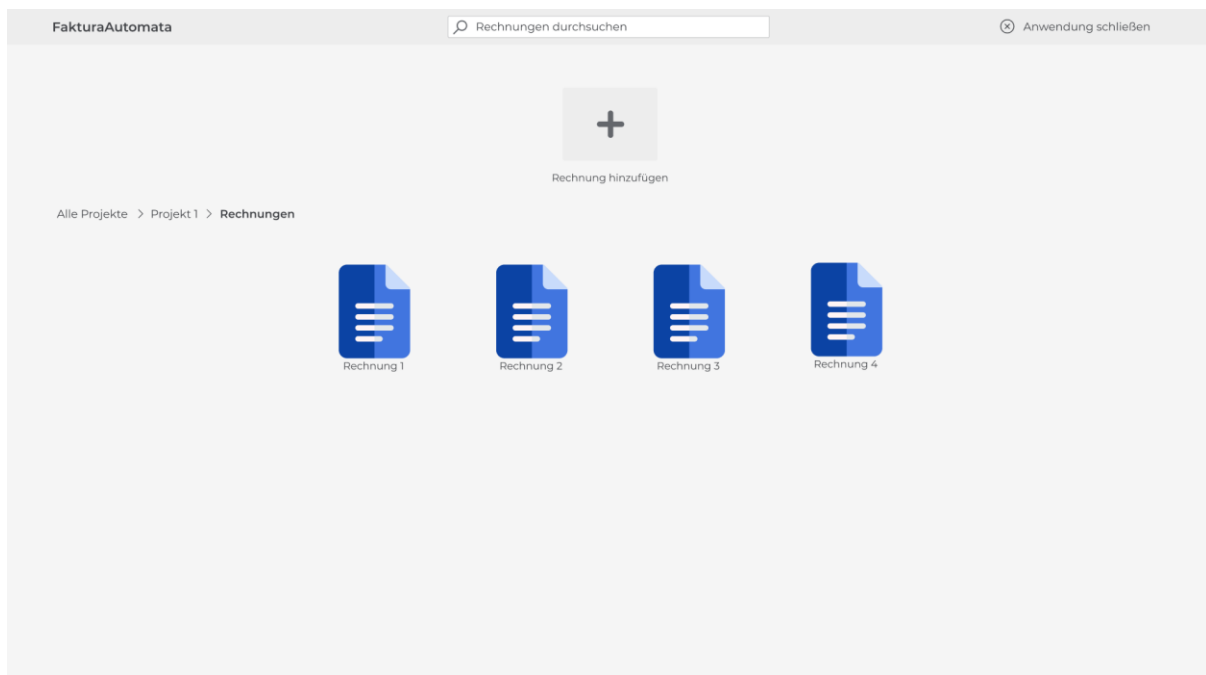 FakturaAutomata
Rechnungen durchsuchen
Anwendung schließen
Rechnung hinzufügen
Alle Projekte > Projekt 1 > Rechnungen
Rechnung 1
Rechnung 2
Rechnung 3
Rechnung 4